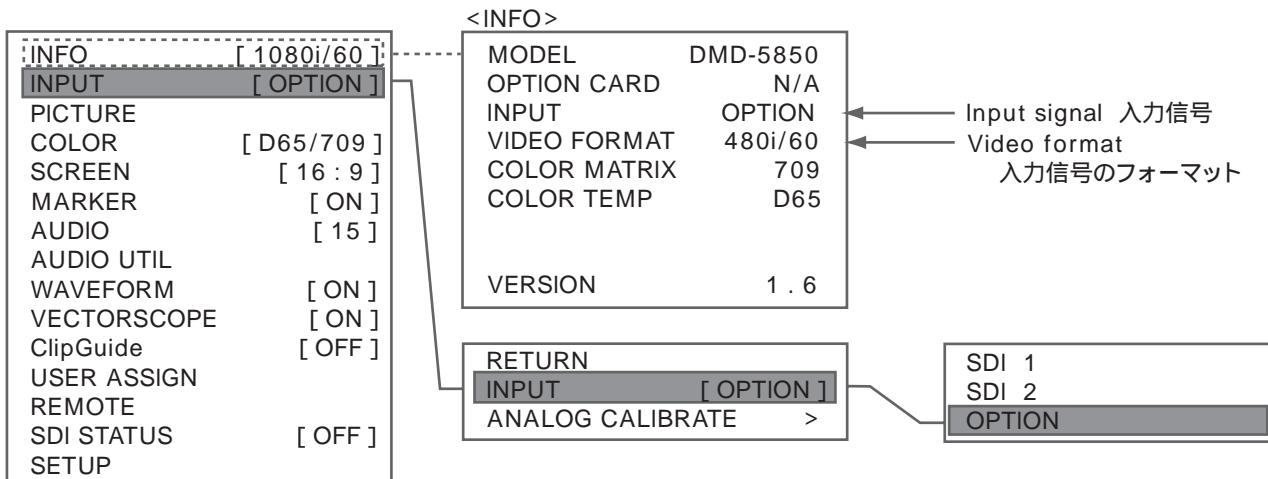 <INFO>
INFO [ 1080i/60 ]
INPUT [ OPTION ]
PICTURE
COLOR [ D65/709 ]
SCREEN [ 16 : 9 ]
MARKER [ ON ]
AUDIO [ 15 ]
AUDIO UTIL
WAVEFORM [ ON ]
VECTORSCOPE [ ON ]
ClipGuide [ OFF ]
USER ASSIGN
REMOTE
SDI STATUS [ OFF ]
SETUP
MODEL DMD-5850
OPTION CARD N/A
INPUT OPTION
VIDEO FORMAT 480i/60
COLOR MATRIX 709
COLOR TEMP D65
VERSION 1 . 6
Input signal 入力信号
Video format
入力信号のフォーマット
RETURN
INPUT [ OPTION ]
ANALOG CALIBRATE >
SDI 1
SDI 2
OPTION